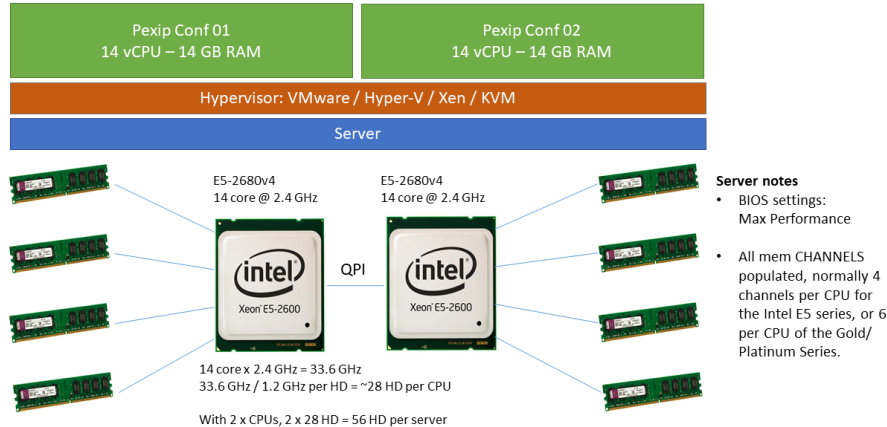 Pexip Conf 01
14 vCPU – 14 GB RAM
Pexip Conf 02
14 vCPU – 14 GB RAM
Hypervisor: VMware / Hyper-V / Xen / KVM
Server
E5-2680v4
14 core @ 2.4 GHz
E5-2680v4
14 core @ 2.4 GHz
intel
Xeon® E5-2600
QPI
intel
Xeon® E5-2600
14 core x 2.4 GHz = 33.6 GHz
33.6 GHz / 1.2 GHz per HD = ~28 HD per CPU
With 2 x CPUs, 2 x 28 HD = 56 HD per server
Server notes
• BIOS settings:
Max Performance
• All mem CHANNELS
populated, normally 4
channels per CPU for
the Intel E5 series, or 6
per CPU of the Gold/
Platinum Series.